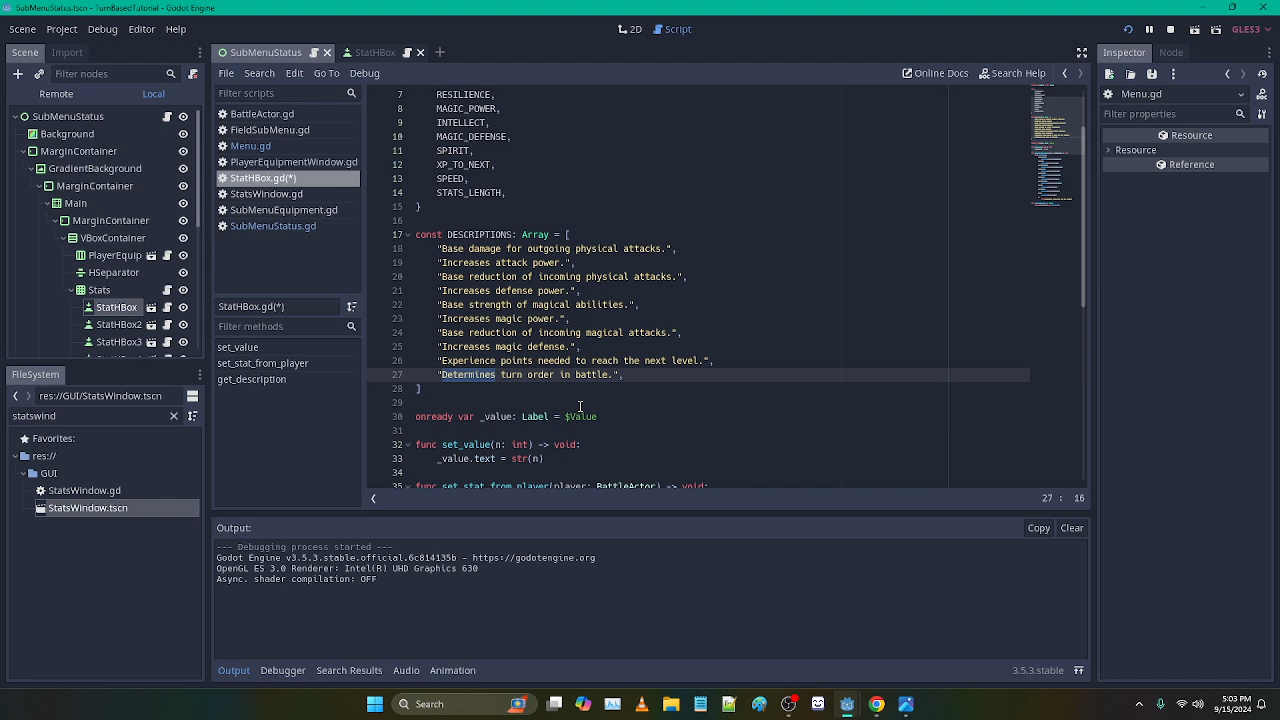 SubMenuStatus.tscn - TurnBasedTutorial - Godot Engine
Scene Project Debug Editor Help
2D Script
GLE53
Scene Import
SubMenuStatus StatHBox
Inspector Node
Filter nodes
File Search Edit Go To Debug
Online Docs Search Help
Remote Local
Filter scripts
Menu.gd
Filter properties
Resource
Resource
Reference
SubMenuStatus
Background
MarginContainer
GradientBackground
MarginContainer
Main
MarginContainer
VBoxContainer
PlayerEquip
HSeparator
Stats
StatHBox
StatHBox2
StatHBox3
BattleActor.gd
FieldSubMenu.gd
Menu.gd
PlayerEquipmentWindow.gd
StatHBox.gd(*)
StatsWindow.gd
SubMenuEquipment.gd
SubMenuStatus.gd
StatHBox.gd(*)
Filter methods
set_value
set_stat_from_player
get_description
7 RESILIENCE,
8 MAGIC_POWER,
9 INTELLECT,
10 MAGIC_DEFENSE,
11 SPIRIT,
12 XP_TO_NEXT,
13 SPEED,
14 STATS_LENGTH,
15 }
16
17 const DESCRIPTIONS: Array = [
18 "Base damage for outgoing physical attacks.",
19 "Increases attack power.",
20 "Base reduction of incoming physical attacks.",
21 "Increases defense power.",
22 "Base strength of magical abilities.",
23 "Increases magic power.",
24 "Base reduction of incoming magical attacks.",
25 "Increases magic defense.",
26 "Experience points needed to reach the next level.",
27 "Determines turn order in battle.",
28 ]
29
30 onready var _value: Label = $Value
31
32 func set_value(n: int) -> void:
33 _value.text = str(n)
34
35 func set_stat_from_player(player: BattleActor) -> void:
27 : 16
FileSystem
res://GUI/StatsWindow.tscn
statswind
Favorites:
res://
GUI
StatsWindow.gd
StatsWindow.tscn
Output:
Copy Clear
--- Debugging process started ---
Godot Engine v3.5.3.stable.official.6c814135b - https://godotengine.org
OpenGL ES 3.0 Renderer: Intel(R) UHD Graphics 630
Async. shader compilation: OFF
Output Debugger Search Results Audio Animation
3.5.3.stable
Search
5:03 PM
9/15/2024